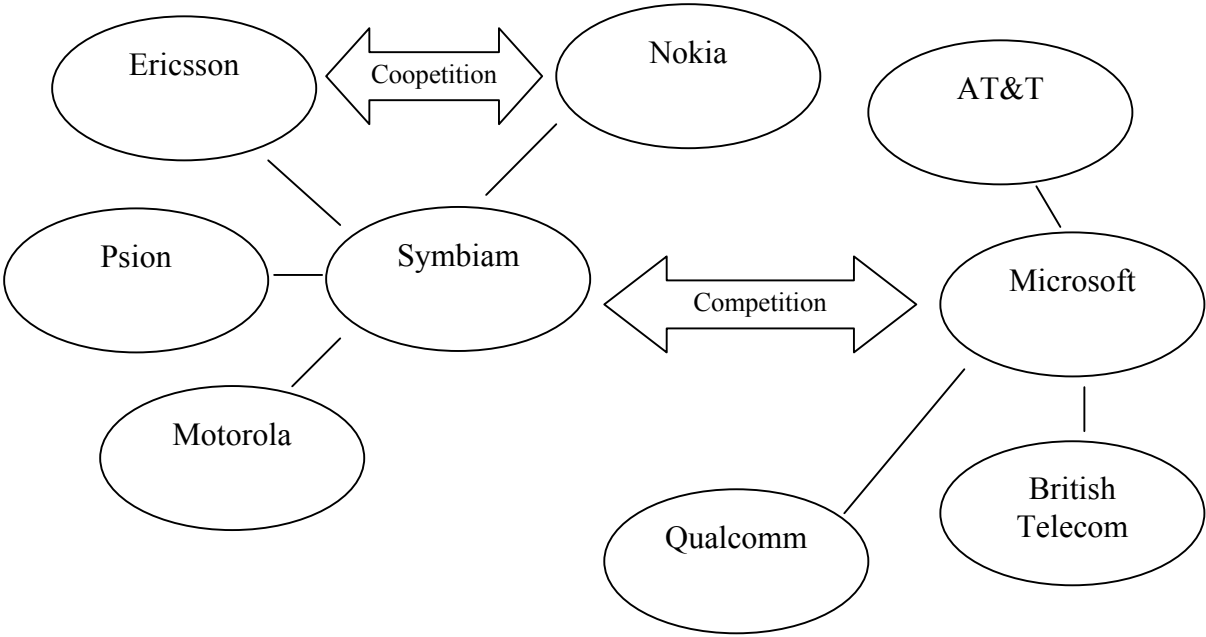 Ericsson
Coopetition
Nokia
AT&T
Psion
Symbiam
Competition
Microsoft
Motorola
Qualcomm
British
Telecom